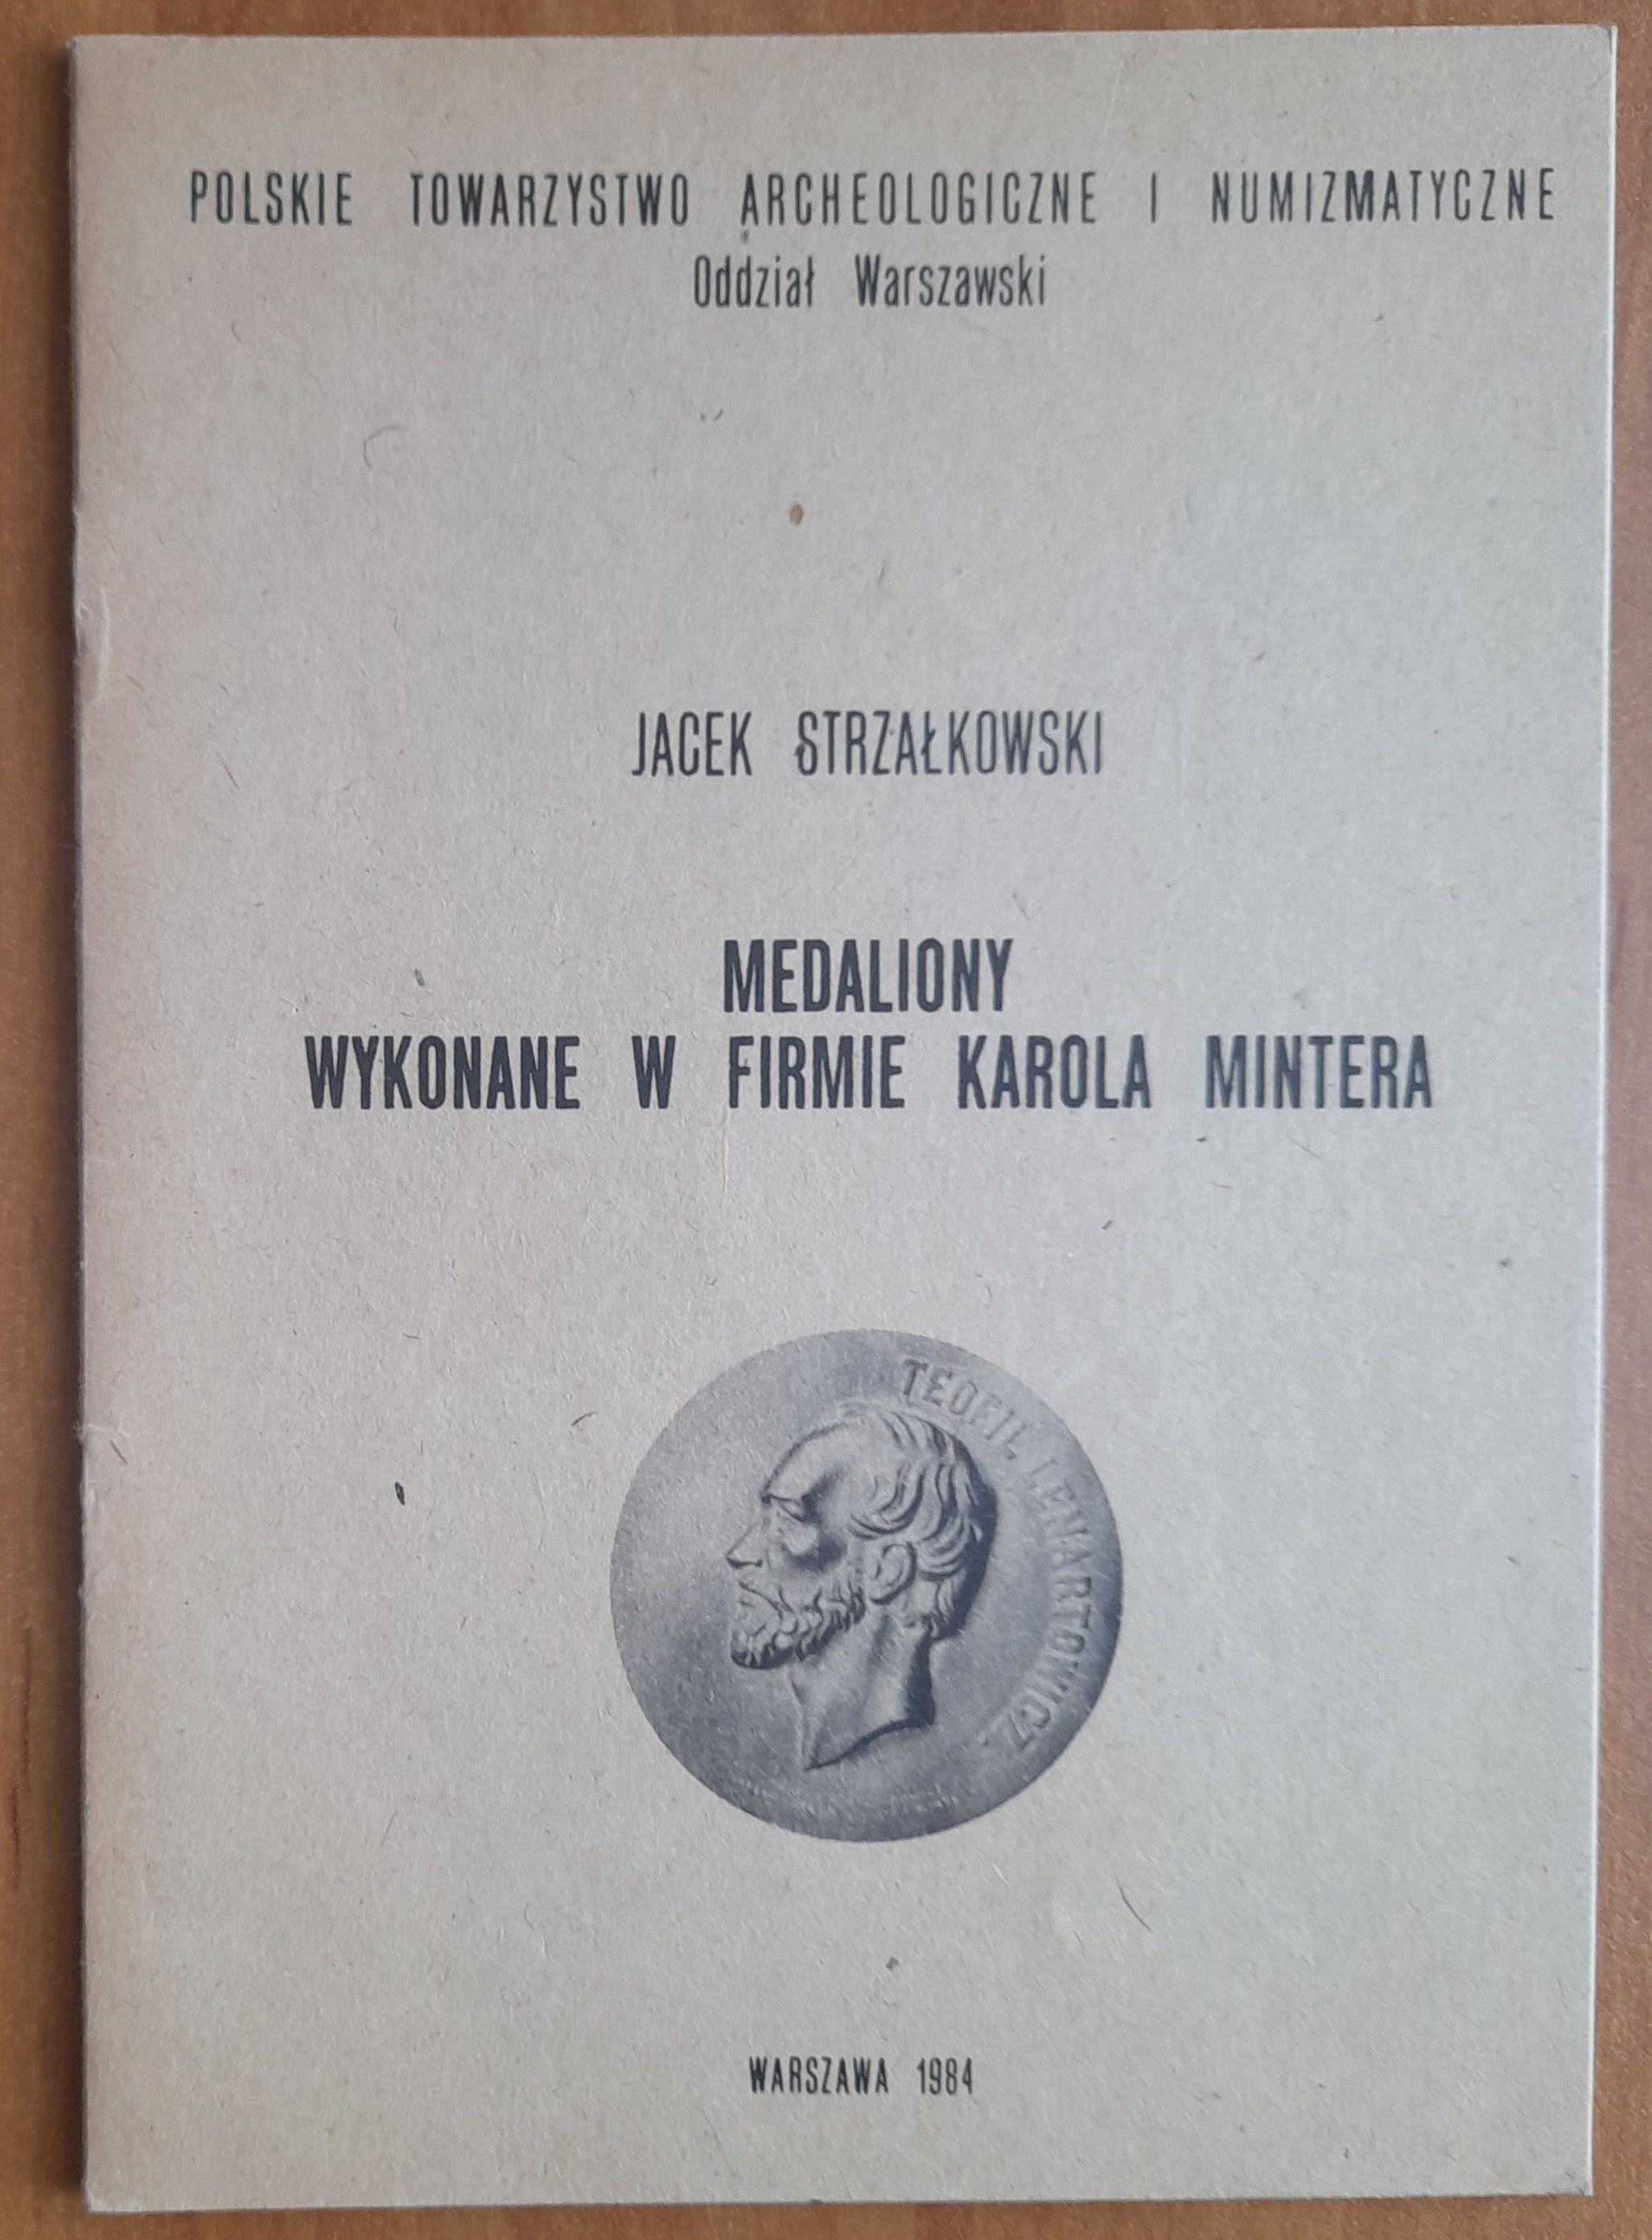 POLSKIE TOWARZYSTWO ARCHEOLOGICZNE I NUMIZMATYCZNE
Oddział Warszawski
JACEK STRZAŁKOWSKI
MEDALIONY
WYKONANE W FIRMIE KAROLA MINTERA
TEOFIL LENARTOWICZ.
WARSZAWA 1984